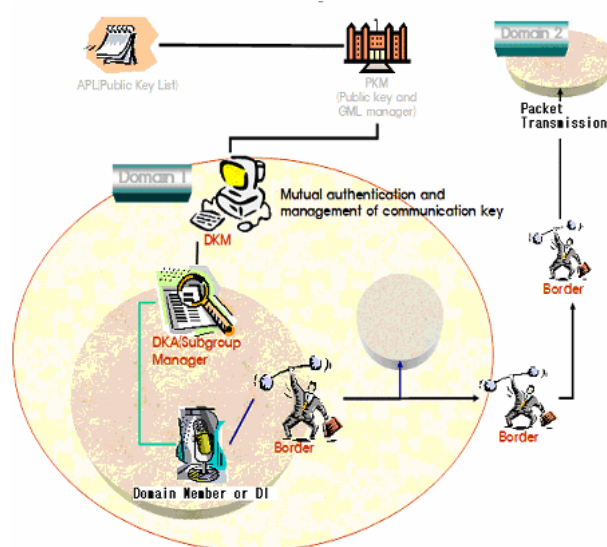 Domain 2
APL(Public Key List)
PKM
(Public key and
GML manager)
Packet
Transmission
Domain 1
Mutual authentication and
management of communication key
DKM
Border
DKA(Subgroup
Manager
Border
Border
Domain Member or DI